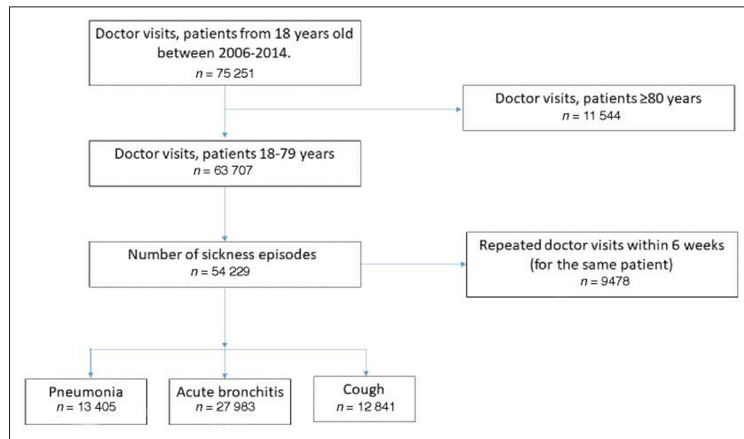 Doctor visits, patients from 18 years old
between 2006-2014.
n = 75 251
Doctor visits, patients ≥80 years
n = 11 544
Doctor visits, patients 18-79 years
n = 63 707
Number of sickness episodes
n = 54 229
Repeated doctor visits within 6 weeks
(for the same patient)
n = 9478
Pneumonia
n = 13 405
Acute bronchitis
n = 27 983
Cough
n = 12 841